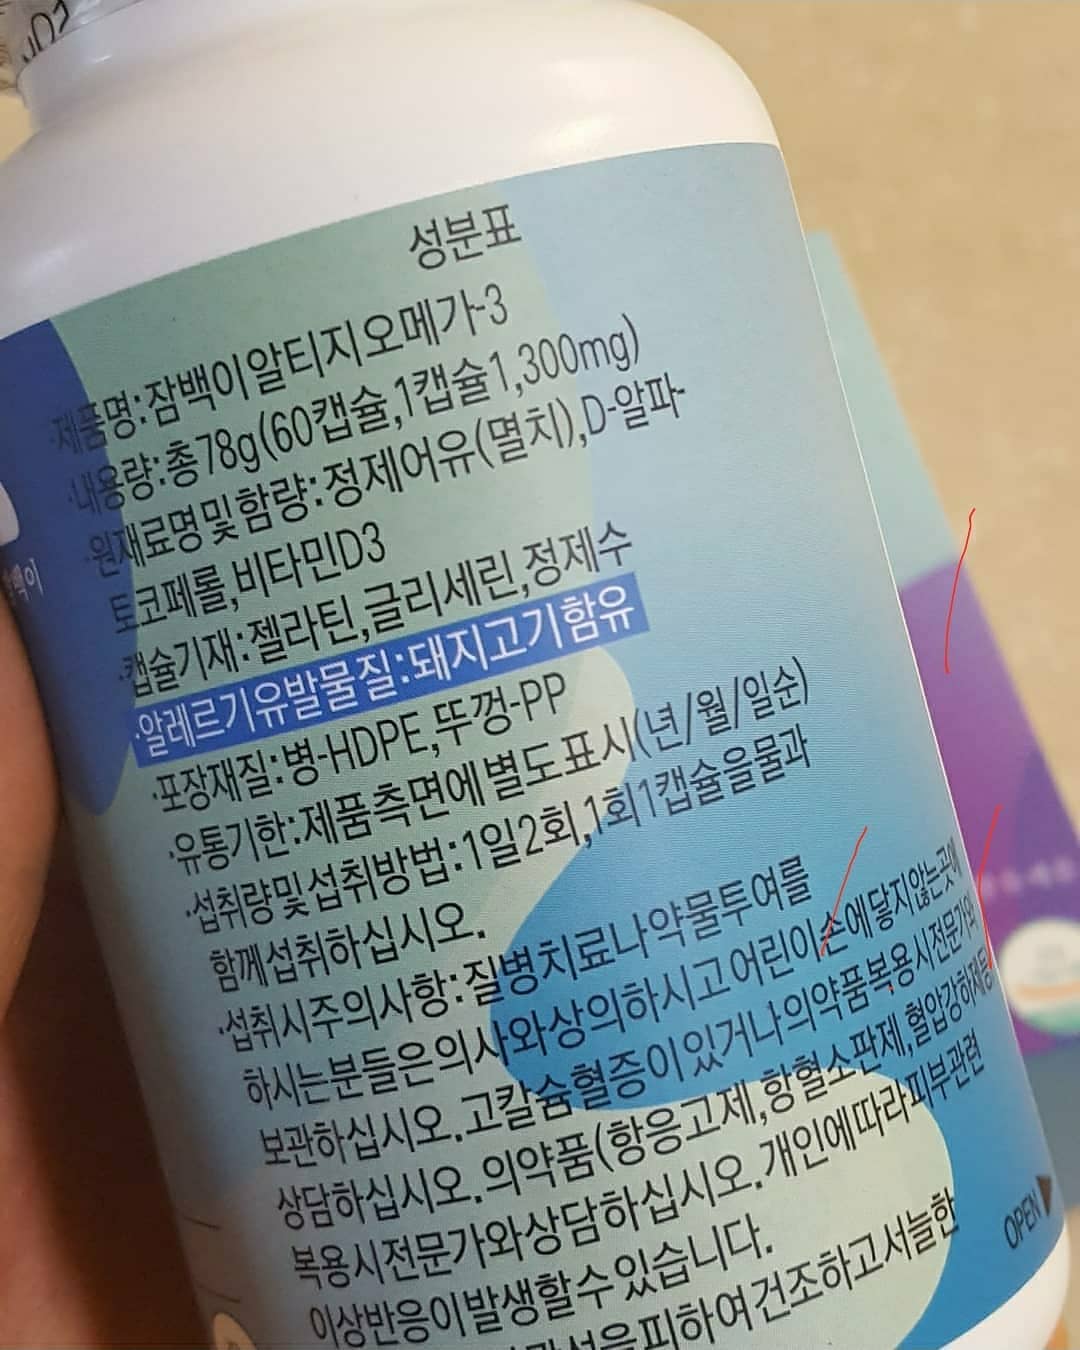 성분표
·제품명:잠백이알티지오메가-3
·내용량:총78g(60캡슐,1캡슐1,300mg)
·원재료명및함량:정제어유(멸치),D-알파-
토코페롤,비타민D3
·캡슐기재:젤라틴,글리세린,정제수
·알레르기유발물질:돼지고기함유
·포장재질:병-HDPE,뚜껑-PP
·유통기한:제품측면에별도표시(년/월/일순)
·섭취량및섭취방법:1일2회,1회1캡슐을물과
함께섭취하십시오.
·섭취시주의사항:질병치료나약물투여를
하시는분들은의사와상의하시고어린이손에닿지않는곳에
보관하십시오.고칼슘혈증이있거나의약품복용시전문가와
상담하십시오.의약품(항응고제,항혈소판제,혈압강하제등
복용시전문가와상담하십시오.개인에따라피부관련
이상반응이발생할수있습니다.
피하여건조하고서늘한
OPEN